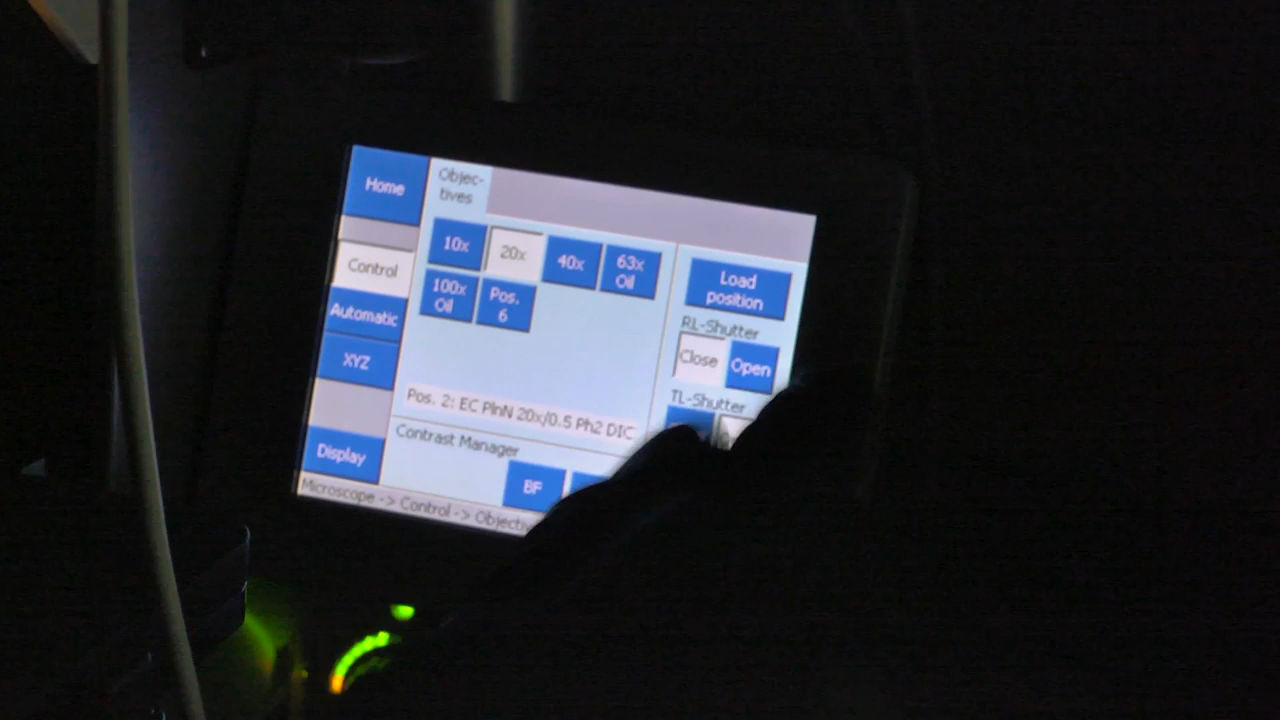 Home
Objec-
tives
Control
Automatic
XYZ
Display
10x
20x
40x
63x
Oil
100x
Oil
Pos.
6
Load
position
RL-Shutter
Close
Open
TL-Shutter
Pos. 2: EC PlnN 20x/0.5 Ph2 DIC
Contrast Manager
BF
Microscope -> Control -> Objectiv